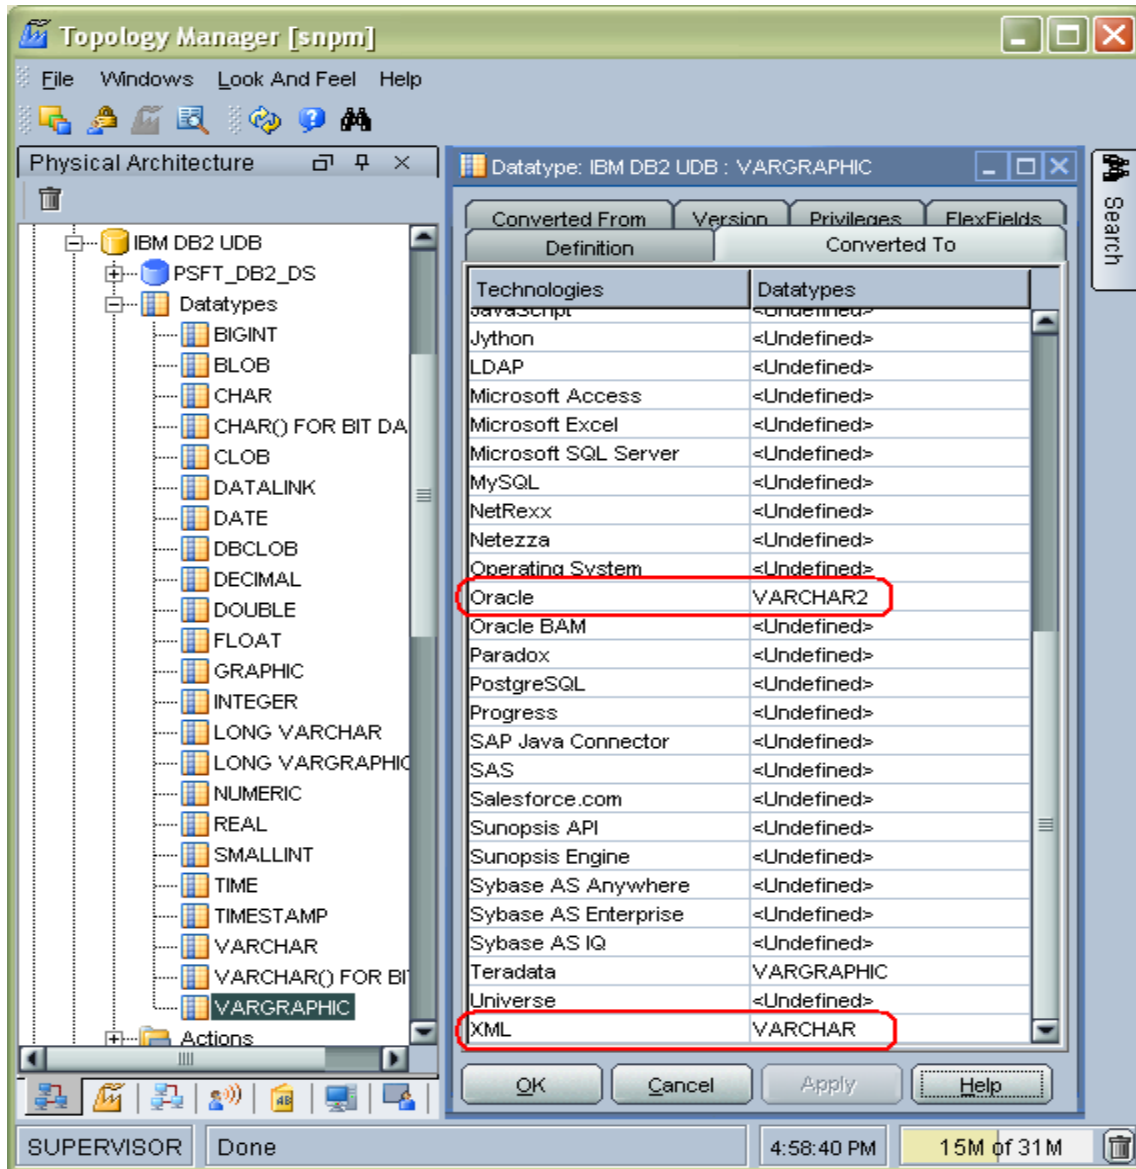 Topology Manager [snpm]
File Windows Look And Feel Help
Physical Architecture
IBM DB2 UDB
PSFT_DB2_DS
Datatypes
BIGINT
BLOB
CHAR
CHAR() FOR BIT DA
CLOB
DATALINK
DATE
DBCLOB
DECIMAL
DOUBLE
FLOAT
GRAPHIC
INTEGER
LONG VARCHAR
LONG VARGRAPHIC
NUMERIC
REAL
SMALLINT
TIME
TIMESTAMP
VARCHAR
VARCHAR() FOR BI
VARGRAPHIC
Actions
Datatype: IBM DB2 UDB : VARGRAPHIC
Converted From Version Privileges FlexFields
Definition Converted To
Technologies Datatypes
JavaScript <Undefined>
Jython <Undefined>
LDAP <Undefined>
Microsoft Access <Undefined>
Microsoft Excel <Undefined>
Microsoft SQL Server <Undefined>
MySQL <Undefined>
NetRexx <Undefined>
Netezza <Undefined>
Operating System <Undefined>
Oracle VARCHAR2
Oracle BAM <Undefined>
Paradox <Undefined>
PostgreSQL <Undefined>
Progress <Undefined>
SAP Java Connector <Undefined>
SAS <Undefined>
Salesforce.com <Undefined>
Sunopsis API <Undefined>
Sunopsis Engine <Undefined>
Sybase AS Anywhere <Undefined>
Sybase AS Enterprise <Undefined>
Sybase AS IQ <Undefined>
Teradata VARGRAPHIC
Universe <Undefined>
XML VARCHAR
OK Cancel Apply Help
Search
SUPERVISOR Done 4:58:40 PM 15M of 31M